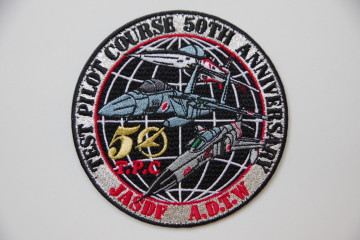 TEST PILOT COURSE 50TH ANNIVERSARY
50
T.P.C
JASDF A.D.T.W